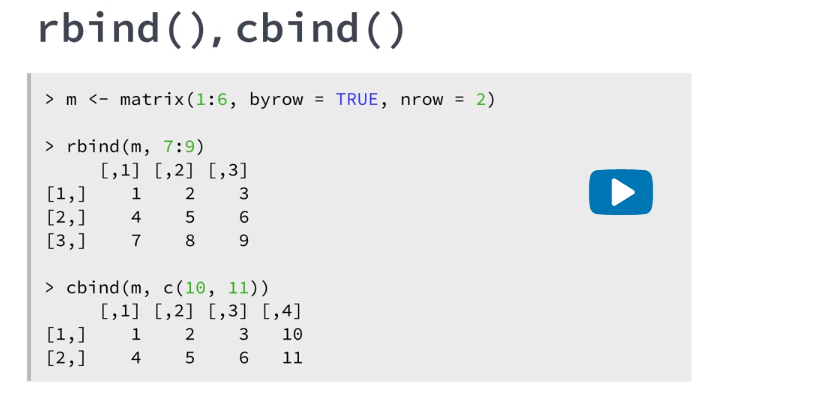 rbind(), cbind()
> m <- matrix(1:6, byrow = TRUE, nrow = 2)
> rbind(m, 7:9)
     [,1] [,2] [,3]
[1,]    1    2    3
[2,]    4    5    6
[3,]    7    8    9
> cbind(m, c(10, 11))
     [,1] [,2] [,3] [,4]
[1,]    1    2    3   10
[2,]    4    5    6   11